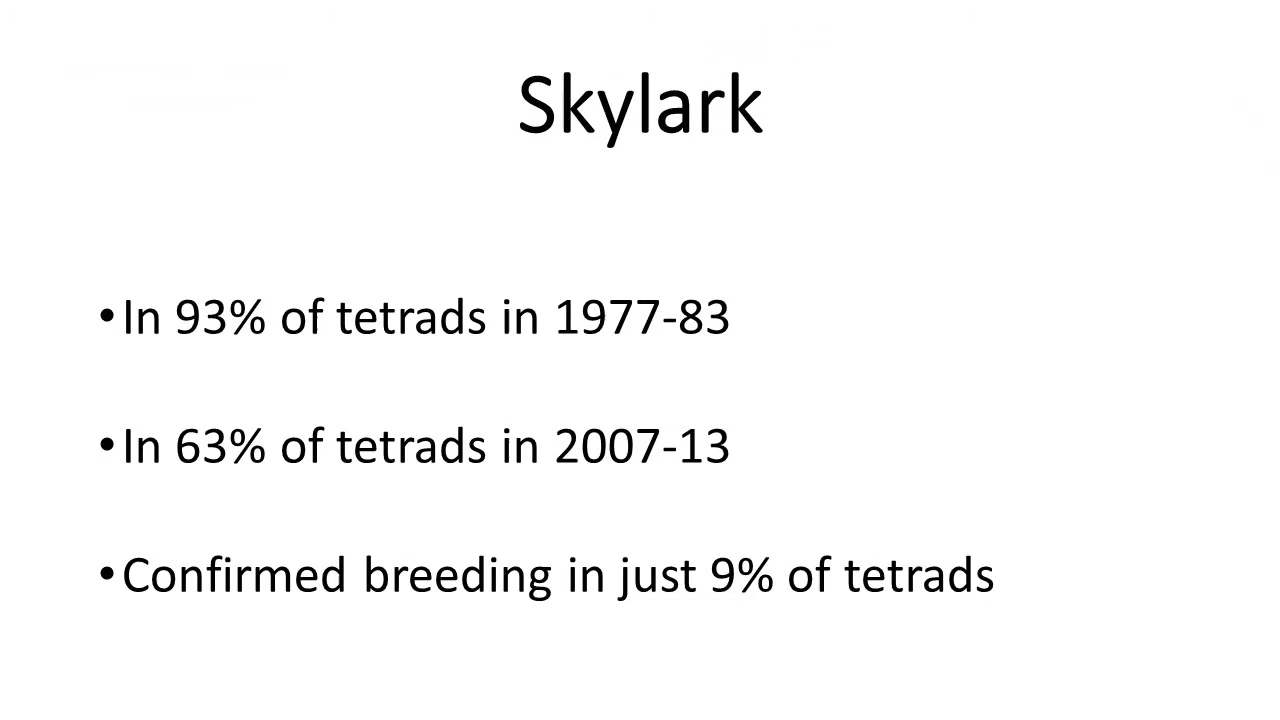 Skylark
•In 93% of tetrads in 1977-83
•In 63% of tetrads in 2007-13
•Confirmed breeding in just 9% of tetrads